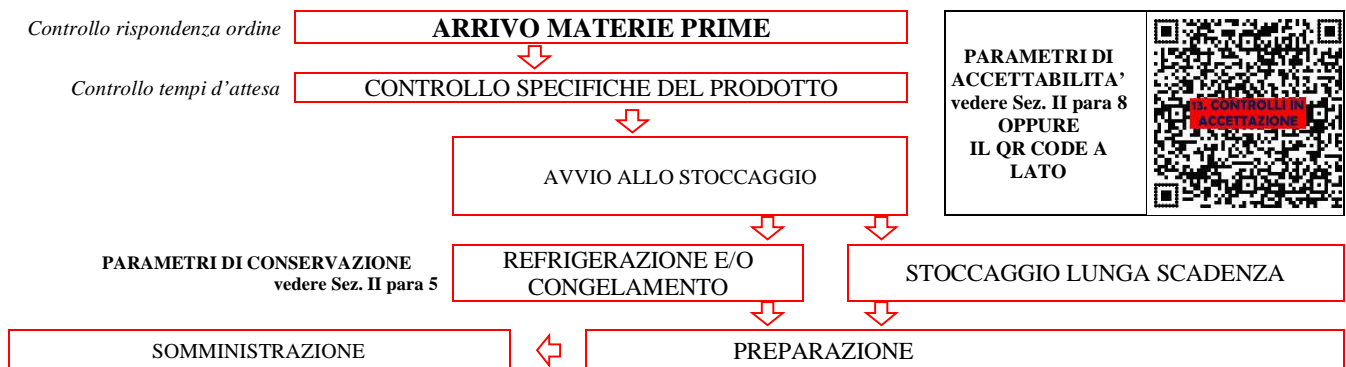 Controllo rispondenza ordine
ARRIVO MATERIE PRIME
Controllo tempi d'attesa
CONTROLLO SPECIFICHE DEL PRODOTTO
PARAMETRI DI
ACCETTABILITA'
vedere Sez. II para 8
OPPURE
IL QR CODE A
LATO
13. CONTROLLI IN
ACCETTAZIONE
AVVIO ALLO STOCCAGGIO
PARAMETRI DI CONSERVAZIONE
vedere Sez. II para 5
REFRIGERAZIONE E/O
CONGELAMENTO
STOCCAGGIO LUNGA SCADENZA
SOMMINISTRAZIONE
PREPARAZIONE